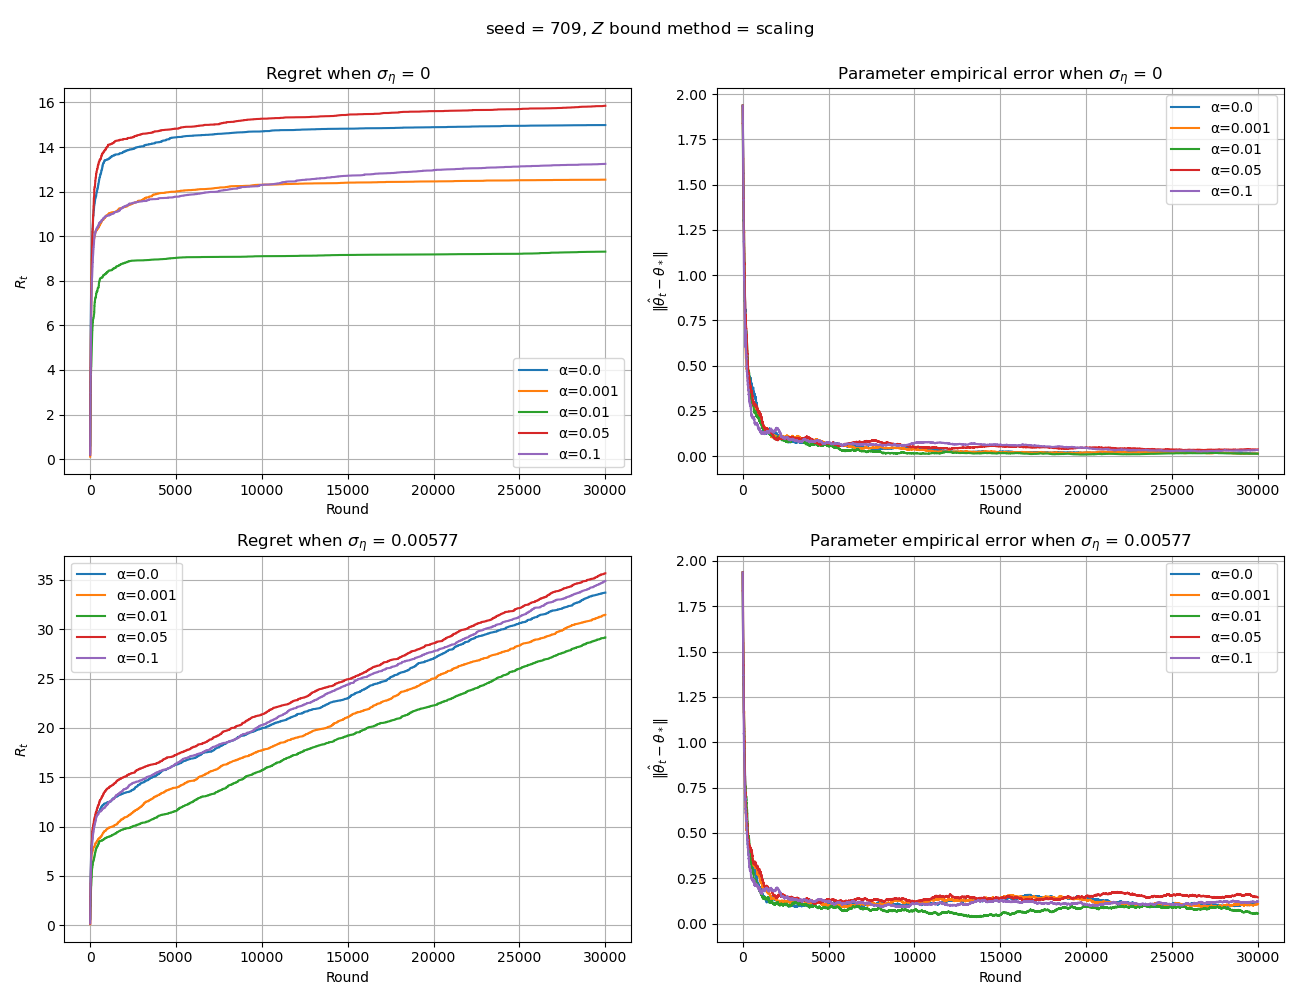 seed = 709, Z bound method = scaling
Regret when σ_η = 0
R_t
16
14
12
10
8
6
4
2
0
0 5000 10000 15000 20000 25000 30000
Round
α=0.0
α=0.001
α=0.01
α=0.05
α=0.1
Parameter empirical error when σ_η = 0
‖θ̂_t − θ_*‖
2.00
1.75
1.50
1.25
1.00
0.75
0.50
0.25
0.00
0 5000 10000 15000 20000 25000 30000
Round
α=0.0
α=0.001
α=0.01
α=0.05
α=0.1
Regret when σ_η = 0.00577
R_t
35
30
25
20
15
10
5
0
0 5000 10000 15000 20000 25000 30000
Round
α=0.0
α=0.001
α=0.01
α=0.05
α=0.1
Parameter empirical error when σ_η = 0.00577
‖θ̂_t − θ_*‖
2.00
1.75
1.50
1.25
1.00
0.75
0.50
0.25
0.00
0 5000 10000 15000 20000 25000 30000
Round
α=0.0
α=0.001
α=0.01
α=0.05
α=0.1